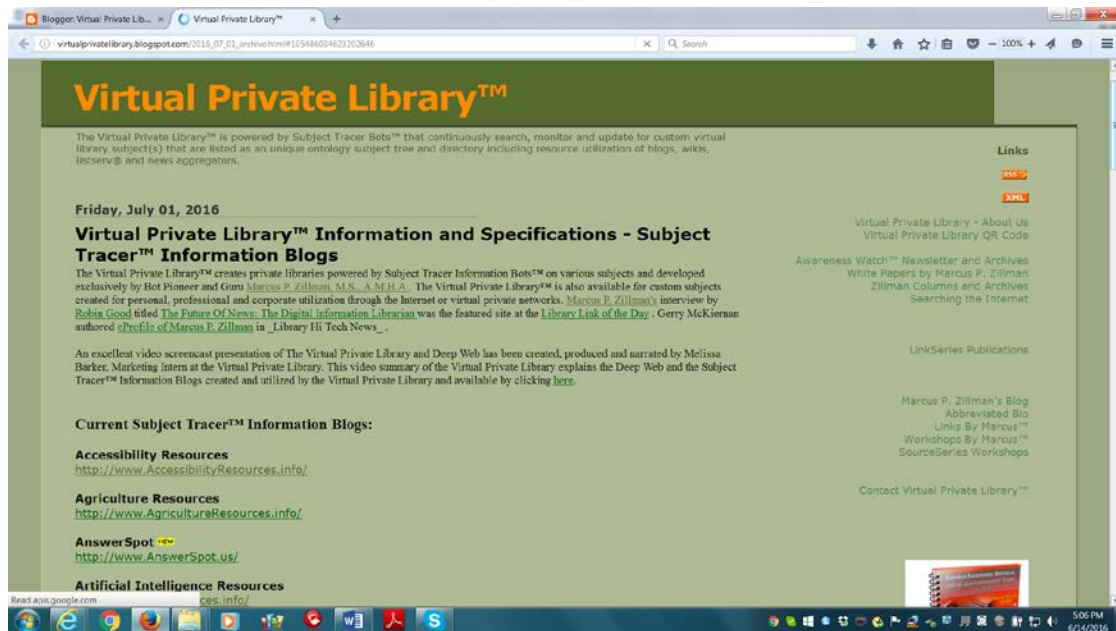 Blogger: Virtual Private Lib...
Virtual Private Library™
virtualprivatelibrary.blogspot.com/2016_07_01_archive.html#105486034623202646
Search
100%
Virtual Private Library™
The Virtual Private Library™ is powered by Subject Tracer Bots™ that continuously search, monitor and update for custom virtual
library subject(s) that are listed as an unique ontology subject tree and directory including resource utilization of blogs, wikis,
listserv® and news aggregators.
Links
RSS
XML
Friday, July 01, 2016
Virtual Private Library™ Information and Specifications - Subject
Tracer™ Information Blogs
The Virtual Private Library™ creates private libraries powered by Subject Tracer Information Bots™ on various subjects and developed
exclusively by Bot Pioneer and Guru Marcus P. Zillman, M.S., A.M.H.A. The Virtual Private Library™ is also available for custom subjects
created for personal, professional and corporate utilization through the Internet or virtual private networks. Marcus P. Zillman's interview by
Robin Good titled The Future Of News: The Digital Information Librarian was the featured site at the Library Link of the Day . Gerry McKiernan
authored eProfile of Marcus P. Zillman in _Library Hi Tech News_ .
An excellent video screencast presentation of The Virtual Private Library and Deep Web has been created, produced and narrated by Melissa
Barker, Marketing Intern at the Virtual Private Library. This video summary of the Virtual Private Library explains the Deep Web and the Subject
Tracer™ Information Blogs created and utilized by the Virtual Private Library and available by clicking here.
Current Subject Tracer™ Information Blogs:
Accessibility Resources
http://www.AccessibilityResources.info/
Agriculture Resources
http://www.AgricultureResources.info/
AnswerSpot NEW
http://www.AnswerSpot.us/
Artificial Intelligence Resources
ces.info/
Virtual Private Library - About Us
Virtual Private Library QR Code
Awareness Watch™ Newsletter and Archives
White Papers by Marcus P. Zillman
Zillman Columns and Archives
Searching the Internet
LinkSeries Publications
Marcus P. Zillman's Blog
Abbreviated Bio
Links By Marcus™
Workshops By Marcus™
SourceSeries Workshops
Contact Virtual Private Library™
Read apis.google.com
5:06 PM
6/14/2016